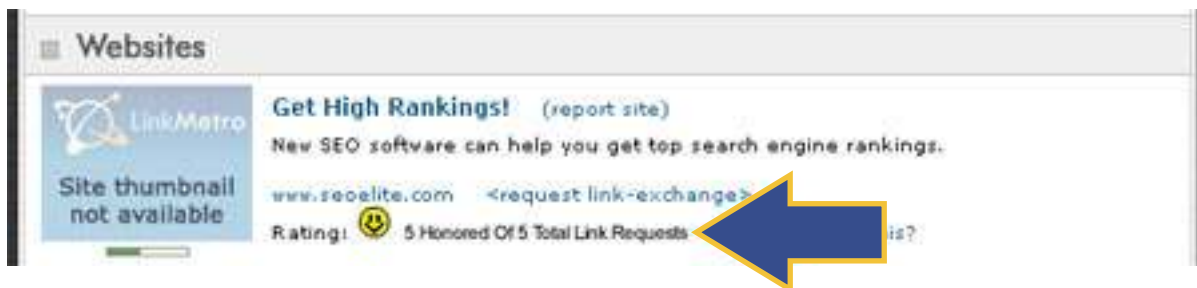 Websites
LinkMetro
Site thumbnail
not available
Get High Rankings! (report site)
New SEO software can help you get top search engine rankings.
www.seoelite.com <request link-exchange>
Rating: 5 Honored Of 5 Total Link Requests is?